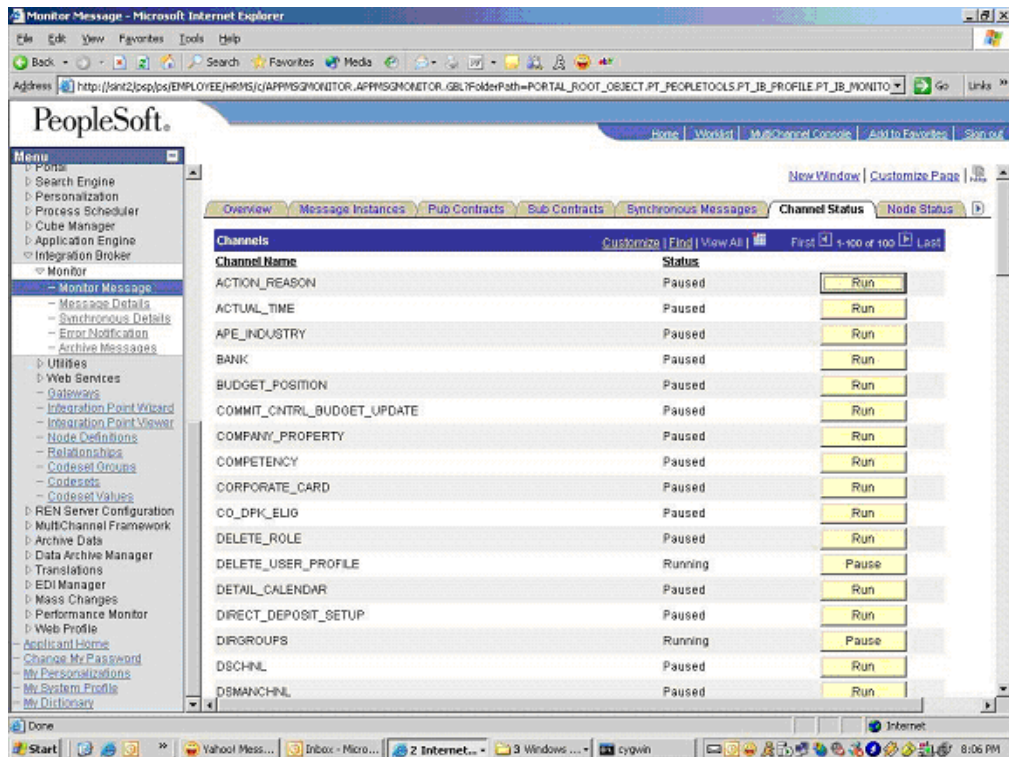 Monitor Message - Microsoft Internet Explorer
File Edit View Favorites Tools Help
Back Search Favorites Media
Address http://sint2/psp/ps/EMPLOYEE/HRMS/c/APPMSGMONITOR.APPMSGMONITOR.GBL?FolderPath=PORTAL_ROOT_OBJECT.PT_PEOPLETOOLS.PT_IB_PROFILE.PT_IB_MONITO Go Links »
PeopleSoft.
Home Worklist MultiChannel Console Add to Favorites Sign out
Menu
Portal
Search Engine
Personalization
Process Scheduler
Cube Manager
Application Engine
Integration Broker
Monitor
– Monitor Message
– Message Details
– Synchronous Details
– Error Notification
– Archive Messages
Utilities
Web Services
– Gateways
– Integration Point Wizard
– Integration Point Viewer
– Node Definitions
– Relationships
– Codeset Groups
– Codesets
– Codeset Values
REN Server Configuration
MultiChannel Framework
Archive Data
Data Archive Manager
Translations
EDI Manager
Mass Changes
Performance Monitor
Web Profile
– Applicant Home
– Change My Password
– My Personalizations
– My System Profile
– My Dictionary
New Window | Customize Page |
Overview Message Instances Pub Contracts Sub Contracts Synchronous Messages Channel Status Node Status
Channels Customize | Find | View All | First 1-100 of 100 Last
Channel Name Status
ACTION_REASON Paused Run
ACTUAL_TIME Paused Run
APE_INDUSTRY Paused Run
BANK Paused Run
BUDGET_POSITION Paused Run
COMMIT_CNTRL_BUDGET_UPDATE Paused Run
COMPANY_PROPERTY Paused Run
COMPETENCY Paused Run
CORPORATE_CARD Paused Run
CO_DPK_ELIG Paused Run
DELETE_ROLE Paused Run
DELETE_USER_PROFILE Running Pause
DETAIL_CALENDAR Paused Run
DIRECT_DEPOSIT_SETUP Paused Run
DIRGROUPS Running Pause
DSCHNL Paused Run
DSMANCHNL Paused Run
Done Internet
Start » Yahoo! Mess... Inbox - Micro... 2 Internet... 3 Windows ... cygwin 8:06 PM